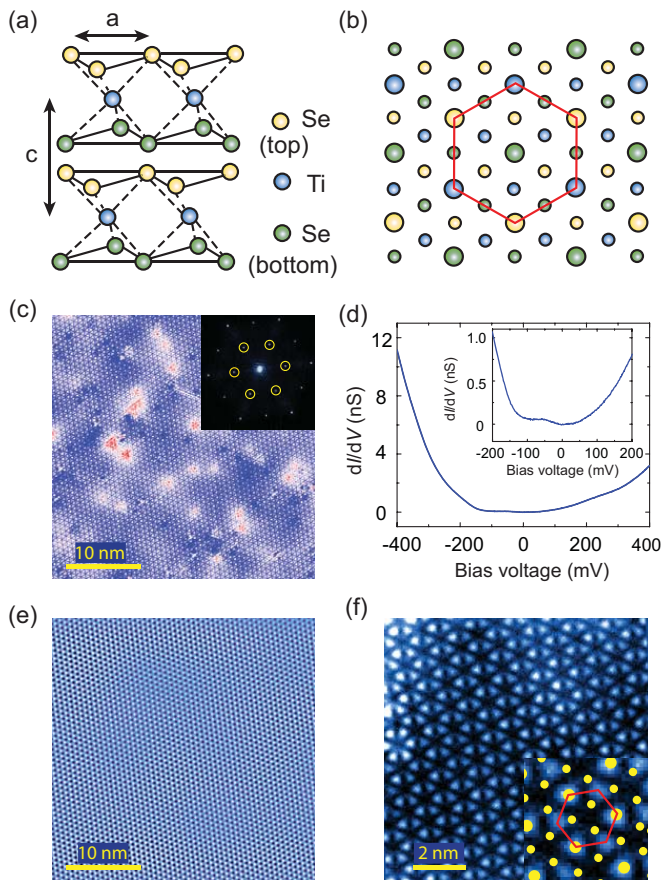 (a)
a
c
Se
(top)
Ti
Se
(bottom)
(b)
(c)
10 nm
(d)
12
8
4
0
dI/dV (nS)
-400
-200
0
200
400
Bias voltage (mV)
1.0
0.5
0
dI/dV (nS)
-200
-100
0
100
200
Bias voltage (mV)
(e)
10 nm
(f)
2 nm